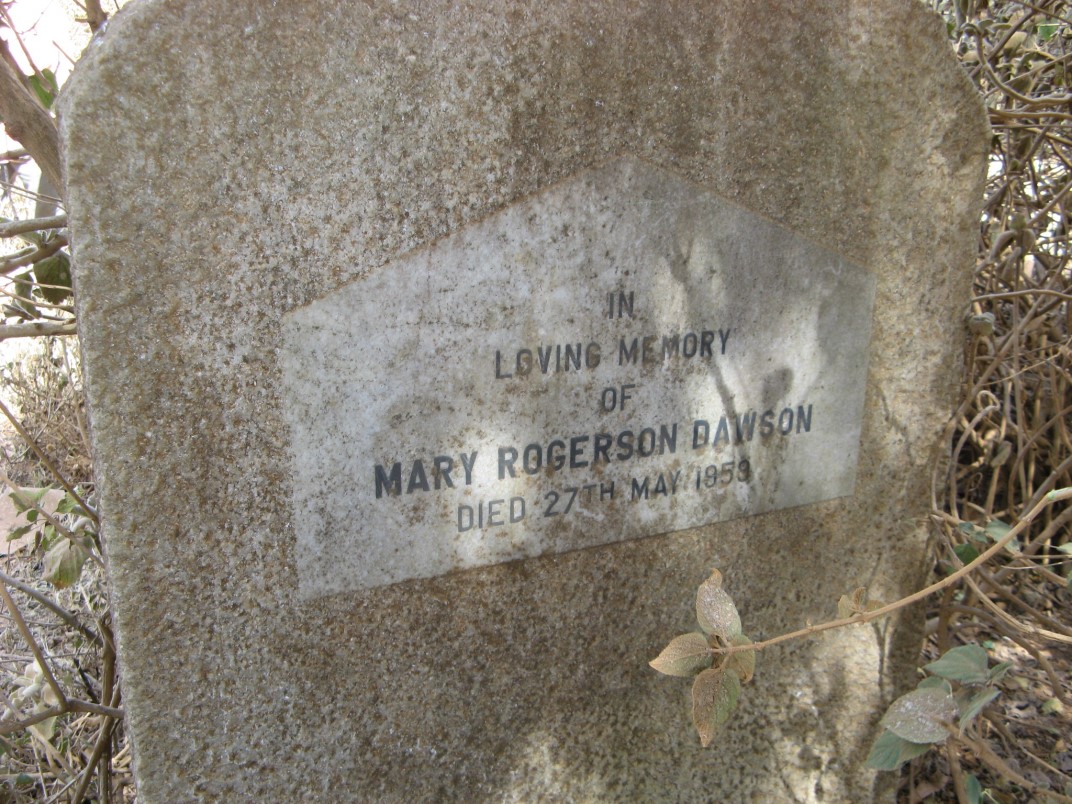 IN
LOVING MEMORY
OF
MARY ROGERSON DAWSON
DIED 27TH MAY 1959